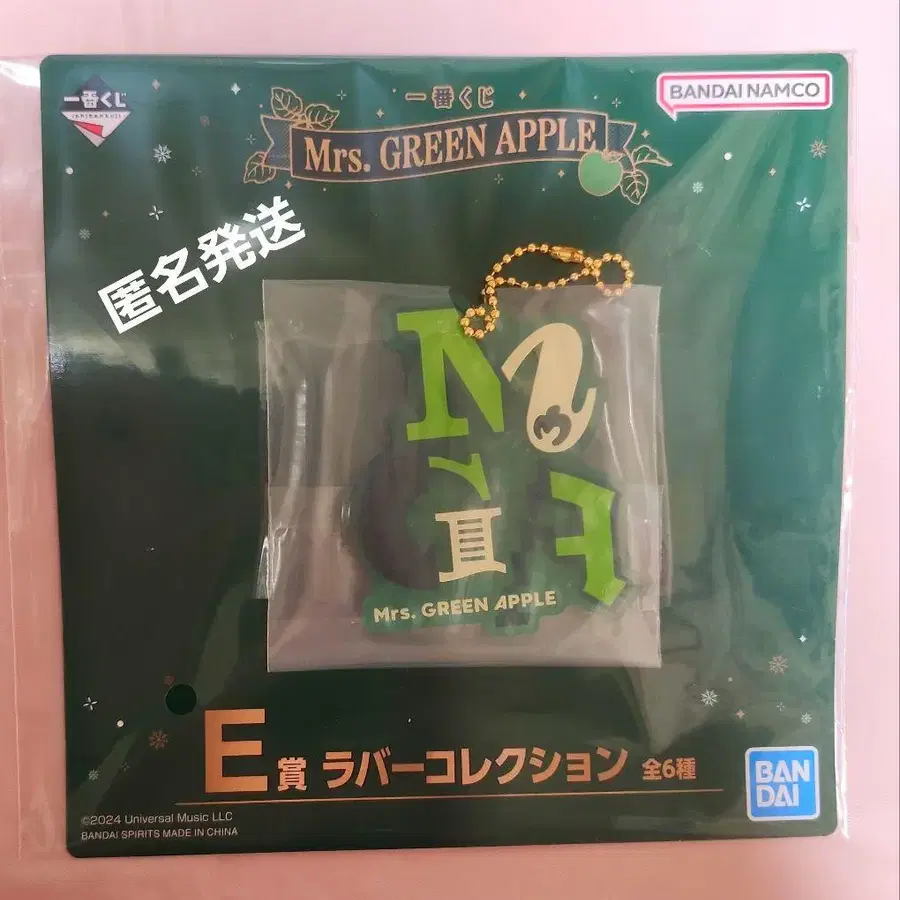 一番くじ
ICHIBANKUJI
一番くじ
Mrs. GREEN APPLE
BANDAI NAMCO
匿名発送
Mrs. GREEN APPLE
E賞 ラバーコレクション 全6種
BAN
DAI
©2024 Universal Music LLC
BANDAI SPIRITS MADE IN CHINA